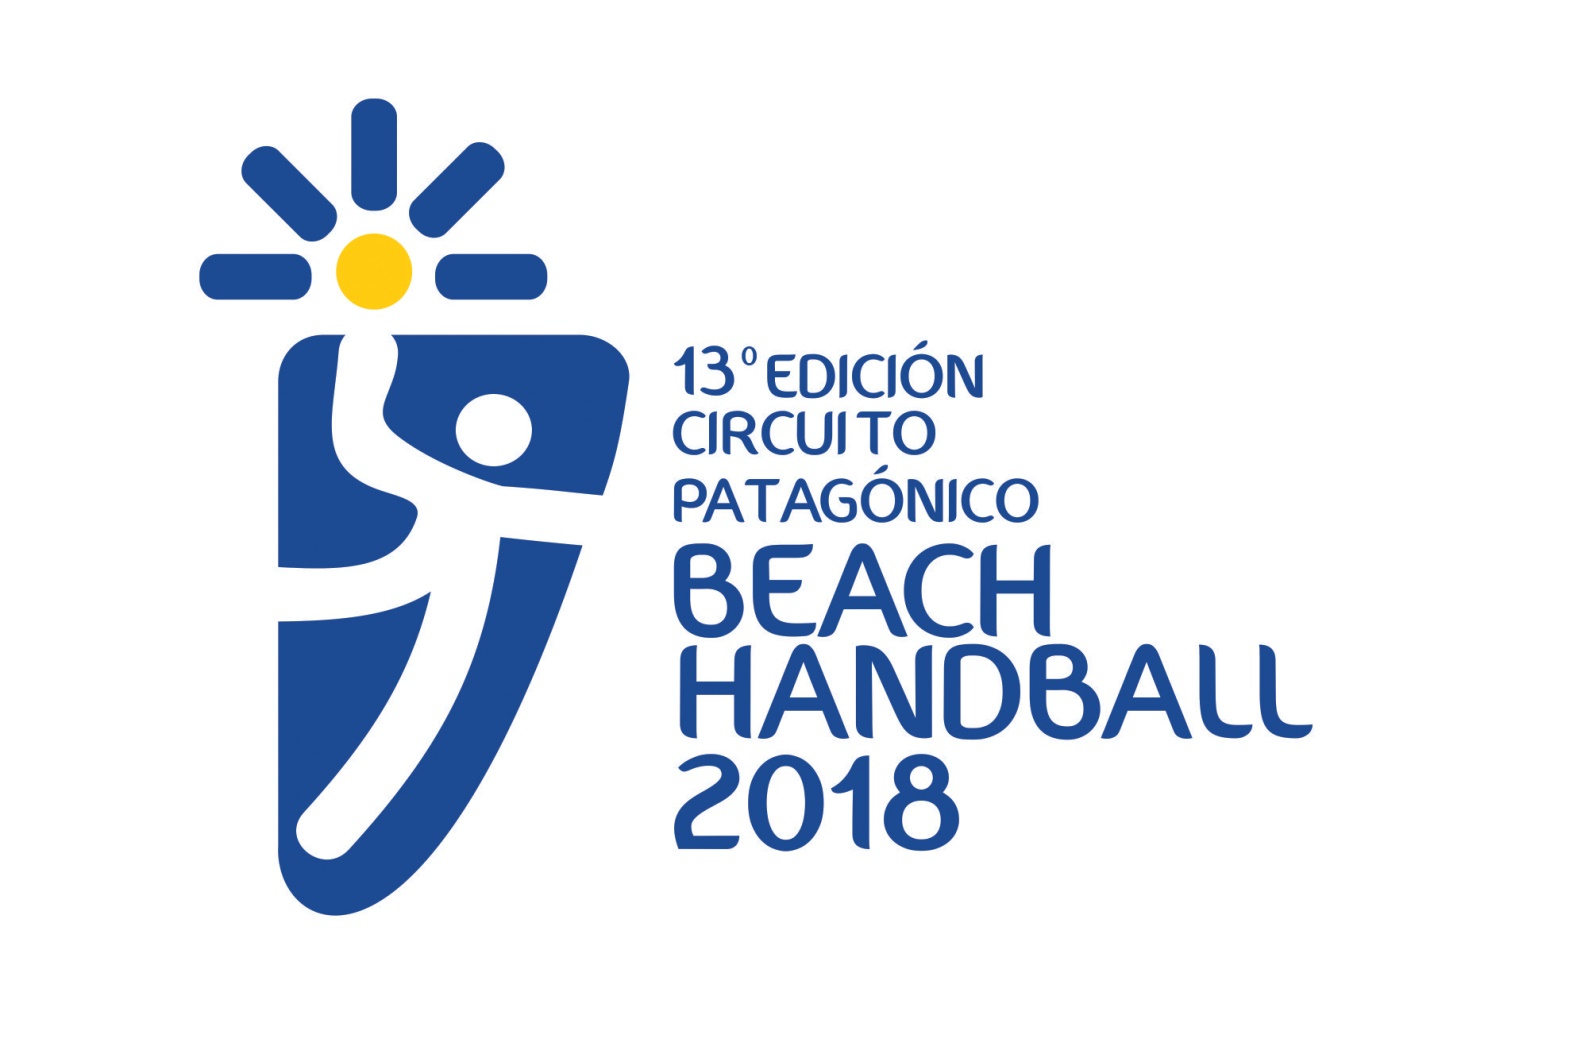 13º EDICIÓN
CIRCUITO
PATAGÓNICO
BEACH
HANDBALL
2018